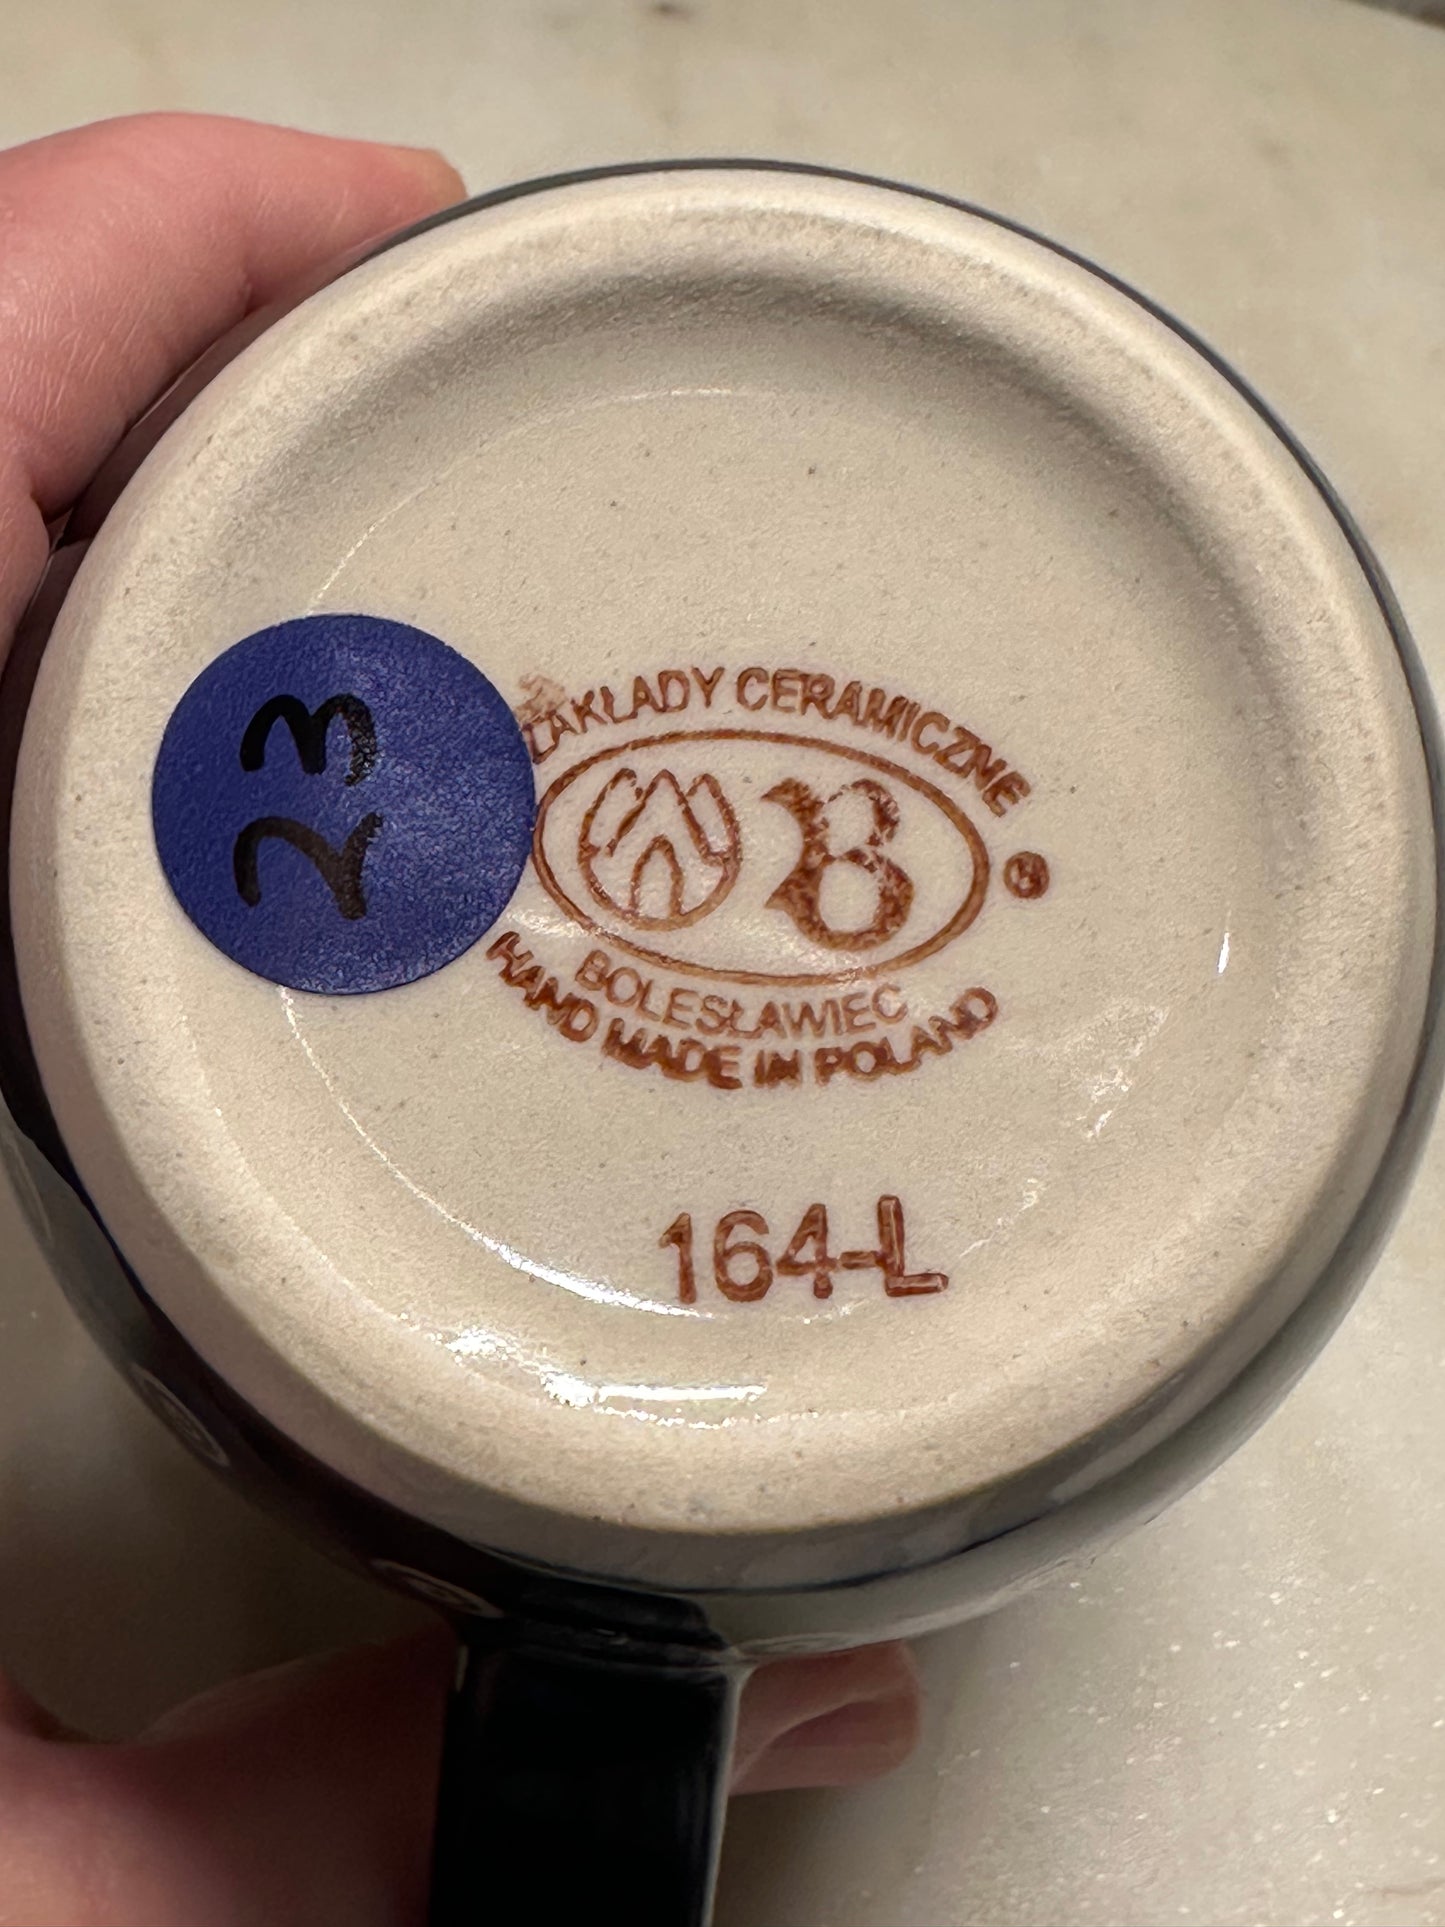 23
ZAKŁADY CERAMICZNE
B ®
BOLESŁAWIEC
HAND MADE IN POLAND
164-L